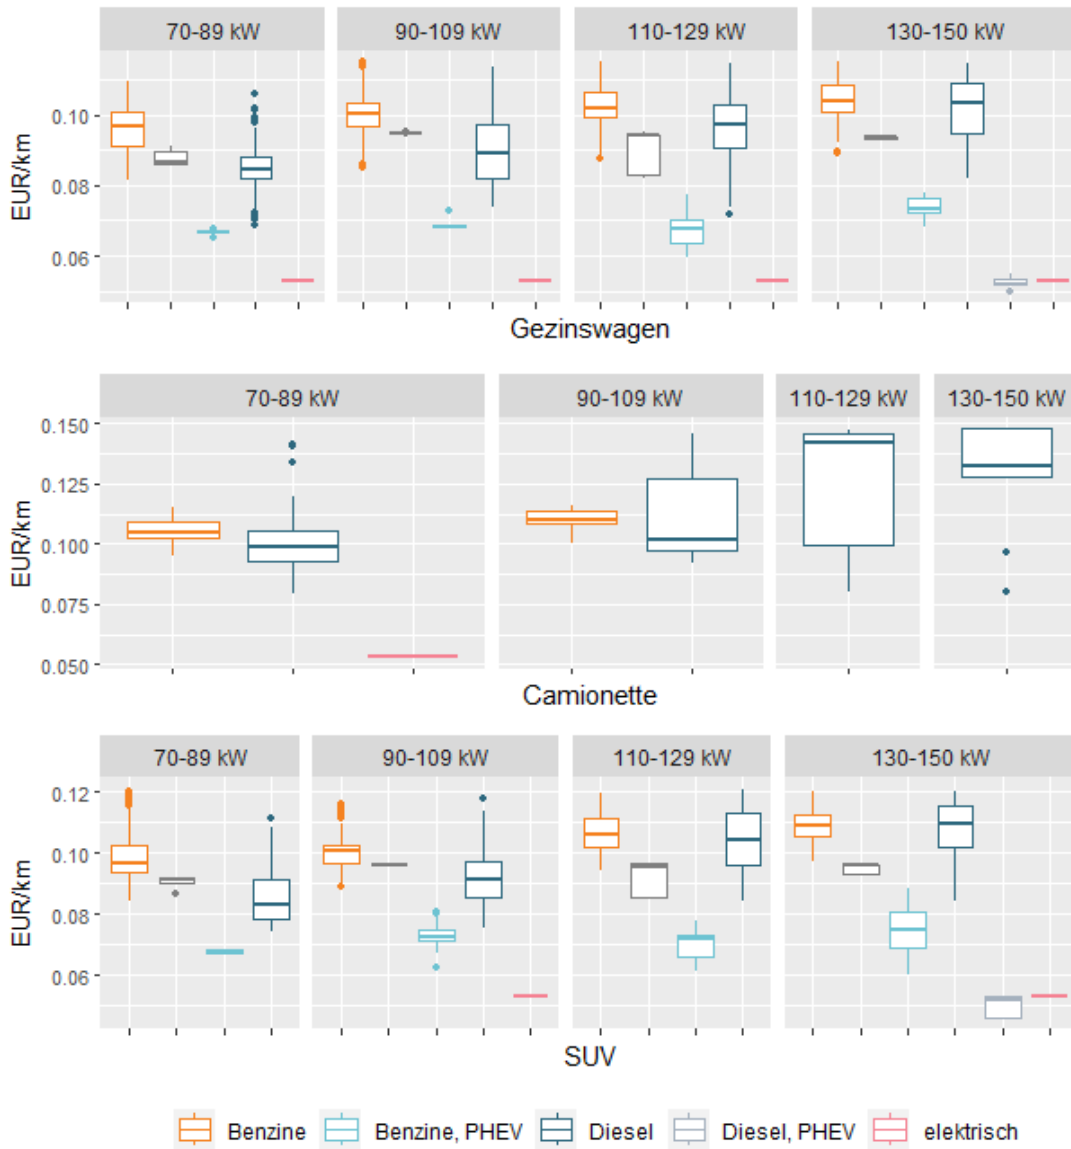 70-89 kW 90-109 kW 110-129 kW 130-150 kW
EUR/km
0.10
0.08
0.06
Gezinswagen
70-89 kW 90-109 kW 110-129 kW 130-150 kW
EUR/km
0.150
0.125
0.100
0.075
0.050
Camionette
70-89 kW 90-109 kW 110-129 kW 130-150 kW
EUR/km
0.12
0.10
0.08
0.06
SUV
Benzine Benzine, PHEV Diesel Diesel, PHEV elektrisch